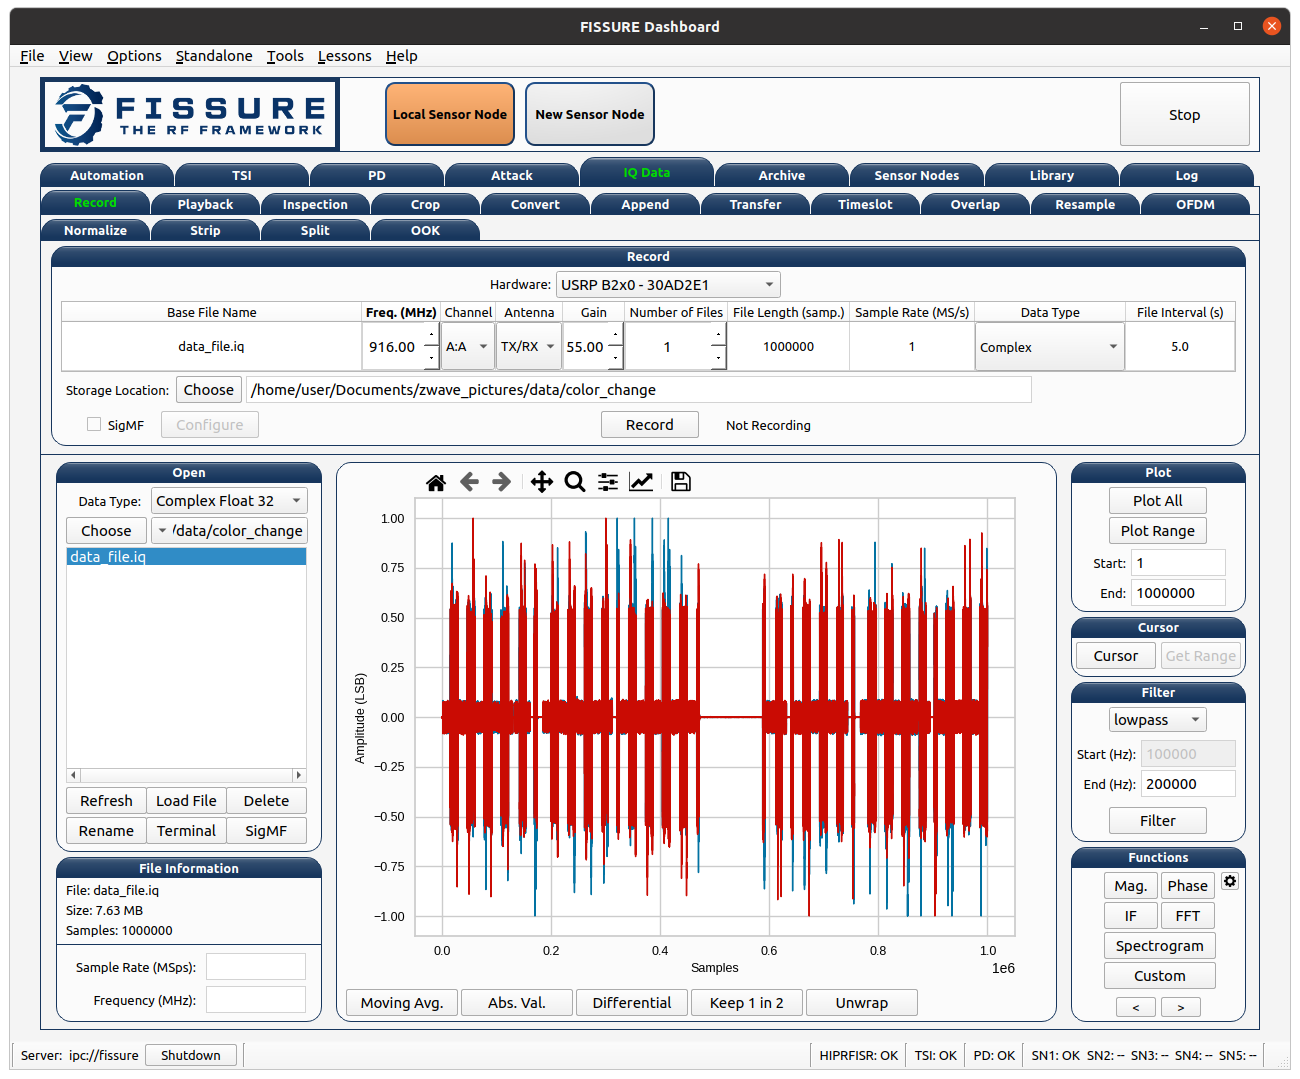 FISSURE Dashboard
File View Options Standalone Tools Lessons Help
FISSURE
THE RF FRAMEWORK
Local Sensor Node
New Sensor Node
Stop
Automation TSI PD Attack IQ Data Archive Sensor Nodes Library Log
Record Playback Inspection Crop Convert Append Transfer Timeslot Overlap Resample OFDM
Normalize Strip Split OOK
Record
Hardware: USRP B2x0 - 30AD2E1
Base File Name Freq. (MHz) Channel Antenna Gain Number of Files File Length (samp.) Sample Rate (MS/s) Data Type File Interval (s)
data_file.iq 916.00 A:A TX/RX 55.00 1 1000000 1 Complex 5.0
Storage Location: Choose /home/user/Documents/zwave_pictures/data/color_change
SigMF Configure Record Not Recording
Open
Data Type: Complex Float 32
Choose /data/color_change
data_file.iq
Refresh Load File Delete
Rename Terminal SigMF
File Information
File: data_file.iq
Size: 7.63 MB
Samples: 1000000
Sample Rate (MSps):
Frequency (MHz):
1.00
0.75
0.50
0.25
0.00
−0.25
−0.50
−0.75
−1.00
Amplitude (LSB)
0.0 0.2 0.4 0.6 0.8 1.0
Samples
1e6
Moving Avg. Abs. Val. Differential Keep 1 in 2 Unwrap
Plot
Plot All
Plot Range
Start: 1
End: 1000000
Cursor
Cursor Get Range
Filter
lowpass
Start (Hz): 100000
End (Hz): 200000
Filter
Functions
Mag. Phase
IF FFT
Spectrogram
Custom
< >
Server: ipc://fissure Shutdown HIPRFISR: OK TSI: OK PD: OK SN1: OK SN2: -- SN3: -- SN4: -- SN5: --